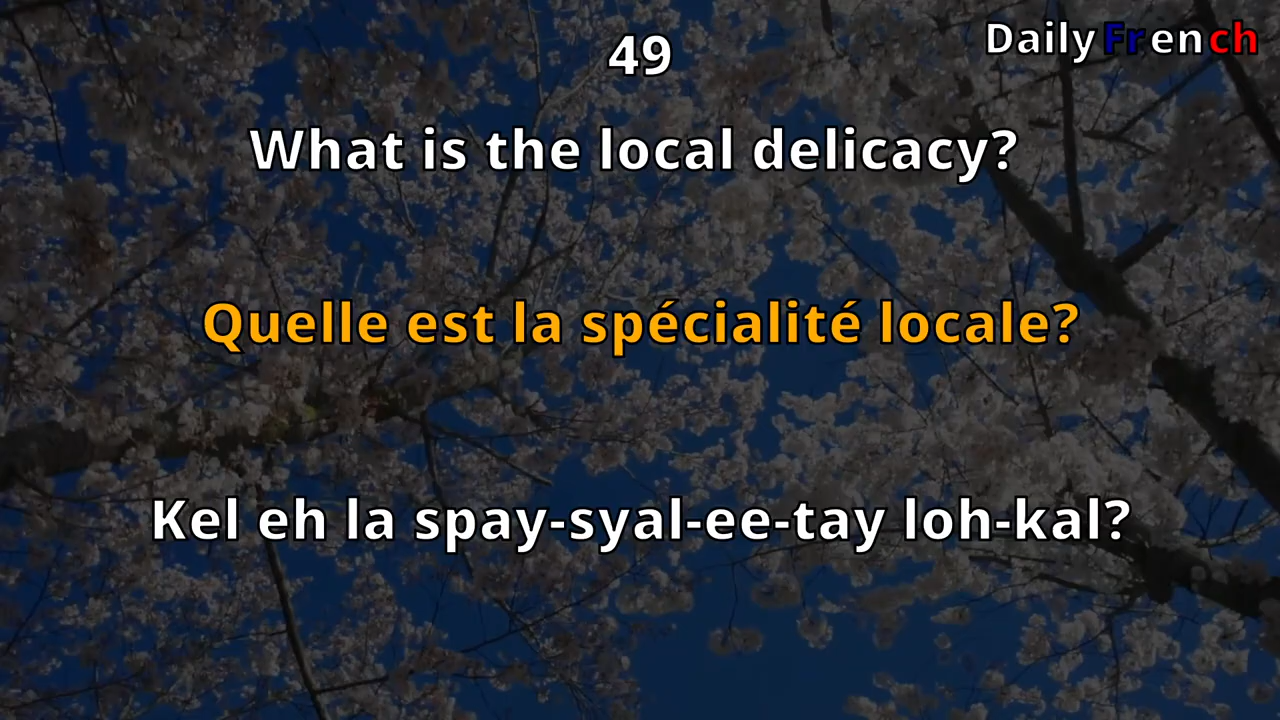 49
Daily French
What is the local delicacy?
Quelle est la spécialité locale?
Kel eh la spay-syal-ee-tay loh-kal?